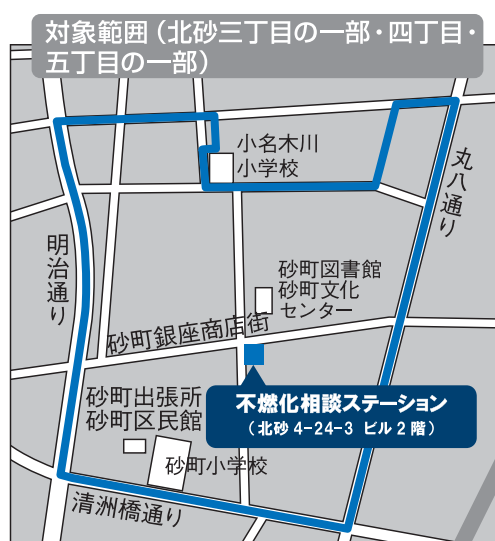 対象範囲（北砂三丁目の一部・四丁目・
五丁目の一部）
小名木川
小学校
丸八通り
明治通り
砂町図書館
砂町文化
センター
砂町銀座商店街
不燃化相談ステーション
（北砂4-24-3 ビル2階）
砂町出張所
砂町区民館
砂町小学校
清洲橋通り